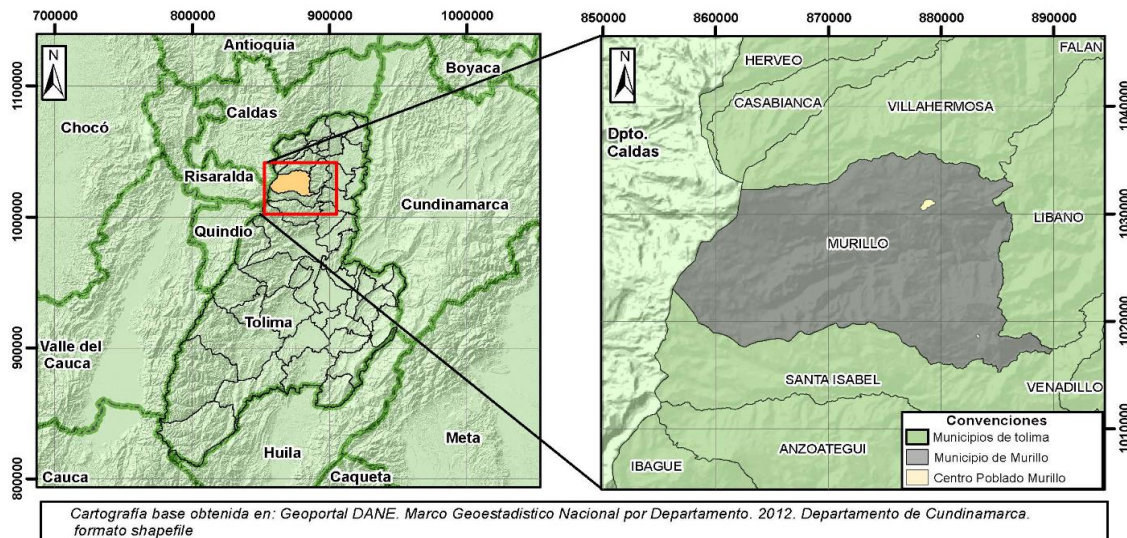 700000 800000 900000 1000000
N
Antioquia
Boyaca
Caldas
Chocó
Risaralda
Cundinamarca
Quindio
Tolima
Valle del
Cauca
Meta
Huila
Cauca
Caqueta
1100000
1000000
900000
800000
850000 860000 870000 880000 890000
N
FALAN
HERVEO
CASABIANCA
VILLAHERMOSA
Dpto.
Caldas
LIBANO
MURILLO
SANTA ISABEL
VENADILLO
ANZOATEGUI
IBAGUE
1040000
1030000
1020000
1010000
Convenciones
Municipios de tolima
Municipio de Murillo
Centro Poblado Murillo
Cartografía base obtenida en: Geoportal DANE. Marco Geoestadistico Nacional por Departamento. 2012. Departamento de Cundinamarca.
formato shapefile